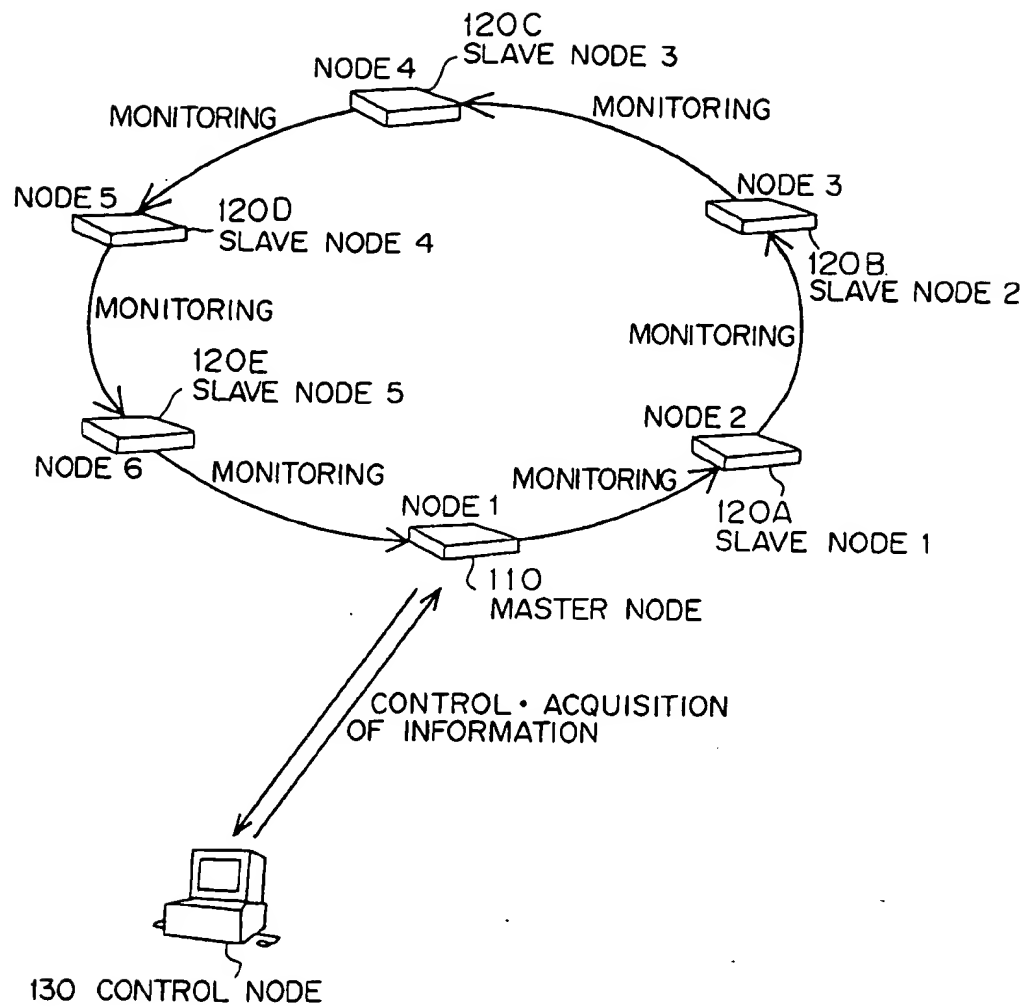 120C
SLAVE NODE 3
NODE 4
MONITORING
MONITORING
NODE 5
120D
SLAVE NODE 4
NODE 3
120B
SLAVE NODE 2
MONITORING
MONITORING
120E
SLAVE NODE 5
NODE 6
NODE 2
120A
SLAVE NODE 1
MONITORING
MONITORING
NODE 1
110
MASTER NODE
CONTROL・ACQUISITION
OF INFORMATION
130 CONTROL NODE